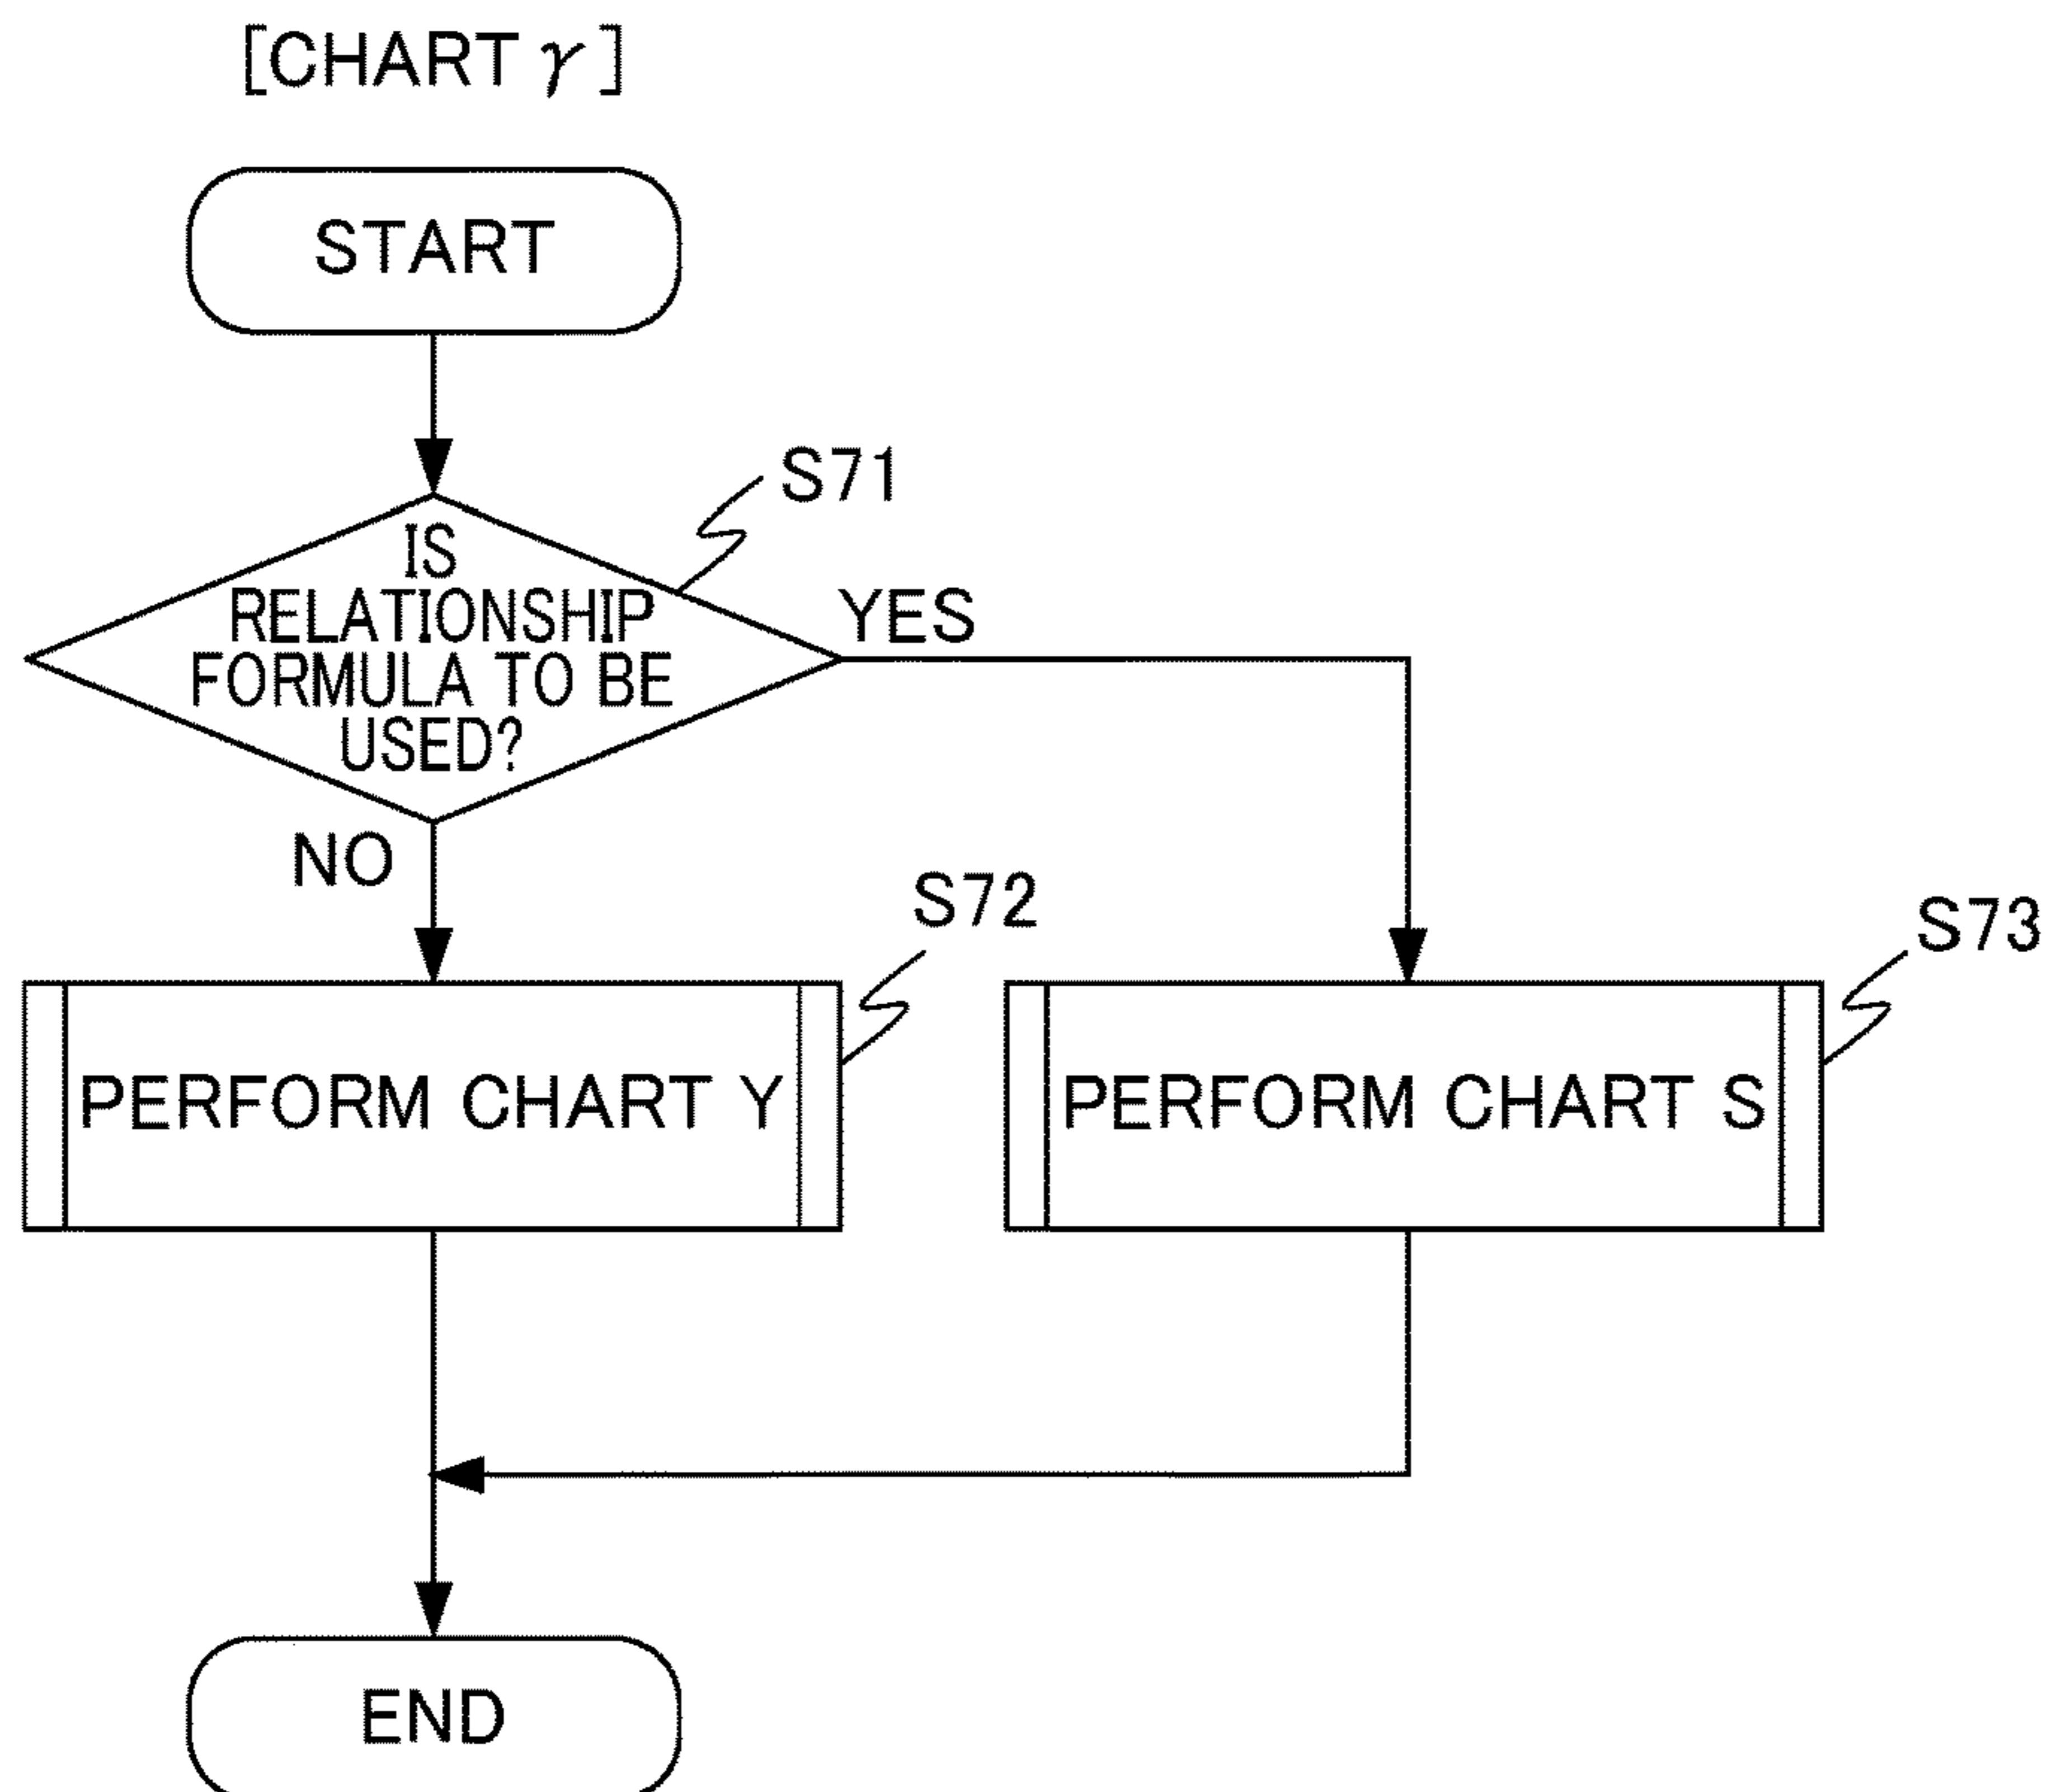 [CHART γ]
START
S71
IS
RELATIONSHIP
FORMULA TO BE
USED?
YES
NO
S72
S73
PERFORM CHART Y
PERFORM CHART S
END